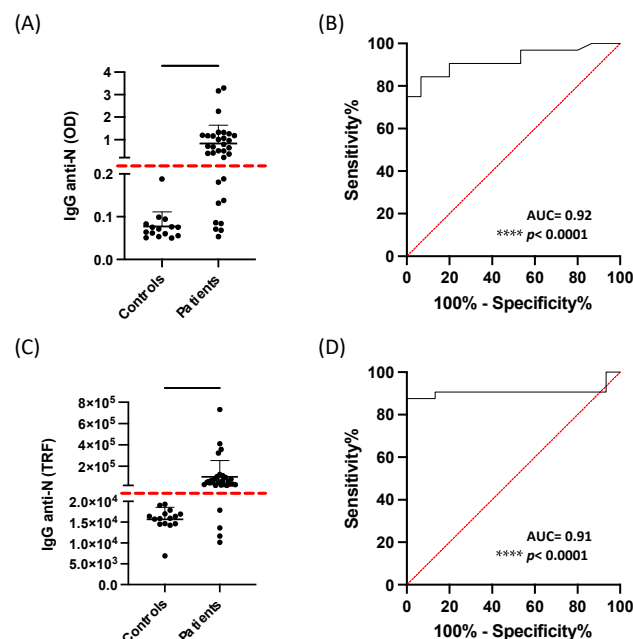 (A)
IgG anti-N (OD)
4
3
2
1
0.2
0.1
0.0
Controls
Patients
(B)
Sensitivity%
100
80
60
40
20
0
AUC= 0.92
**** p< 0.0001
0 20 40 60 80 100
100% - Specificity%
(C)
IgG anti-N (TRF)
8×10⁵
6×10⁵
4×10⁵
2×10⁵
2.0×10⁴
1.5×10⁴
1.0×10⁴
5.0×10³
0
Controls
Patients
(D)
Sensitivity%
100
80
60
40
20
0
AUC= 0.91
**** p< 0.0001
0 20 40 60 80 100
100% - Specificity%